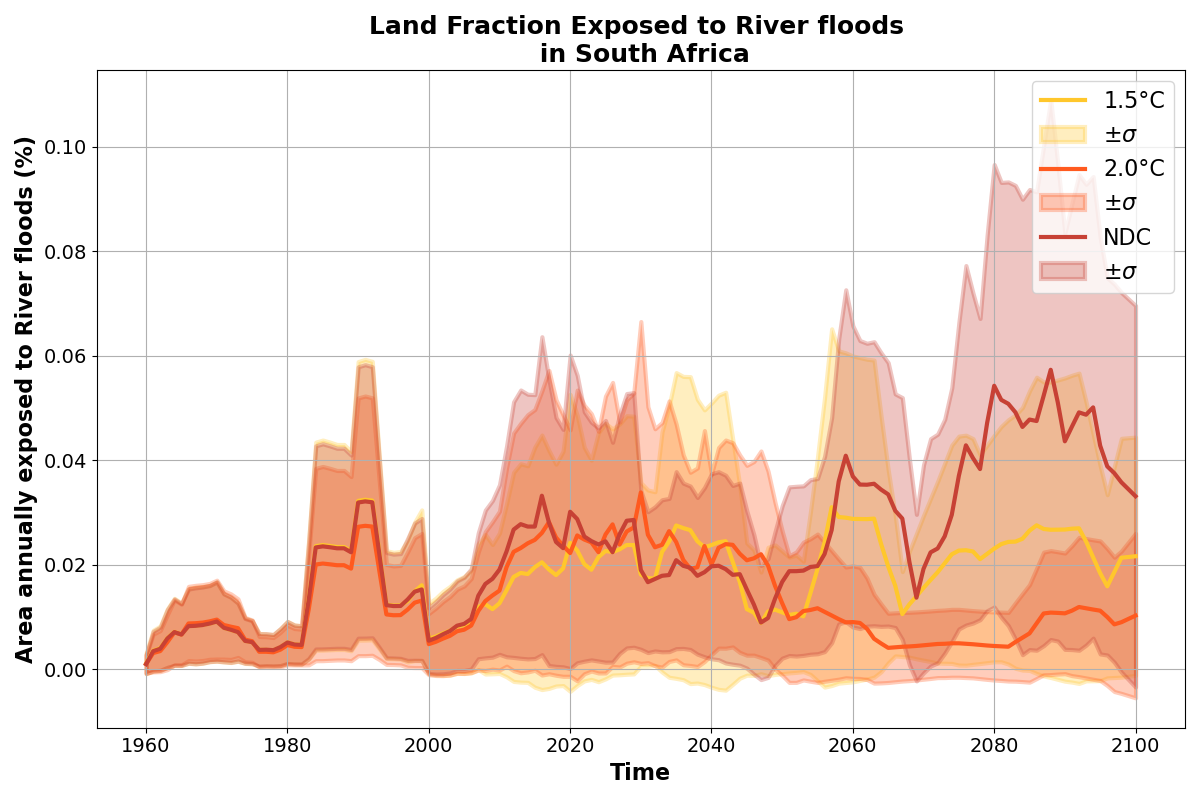 Land Fraction Exposed to River floods
in South Africa
Area annually exposed to River floods (%)
0.10
0.08
0.06
0.04
0.02
0.00
1960 1980 2000 2020 2040 2060 2080 2100
Time
1.5°C
±σ
2.0°C
±σ
NDC
±σ